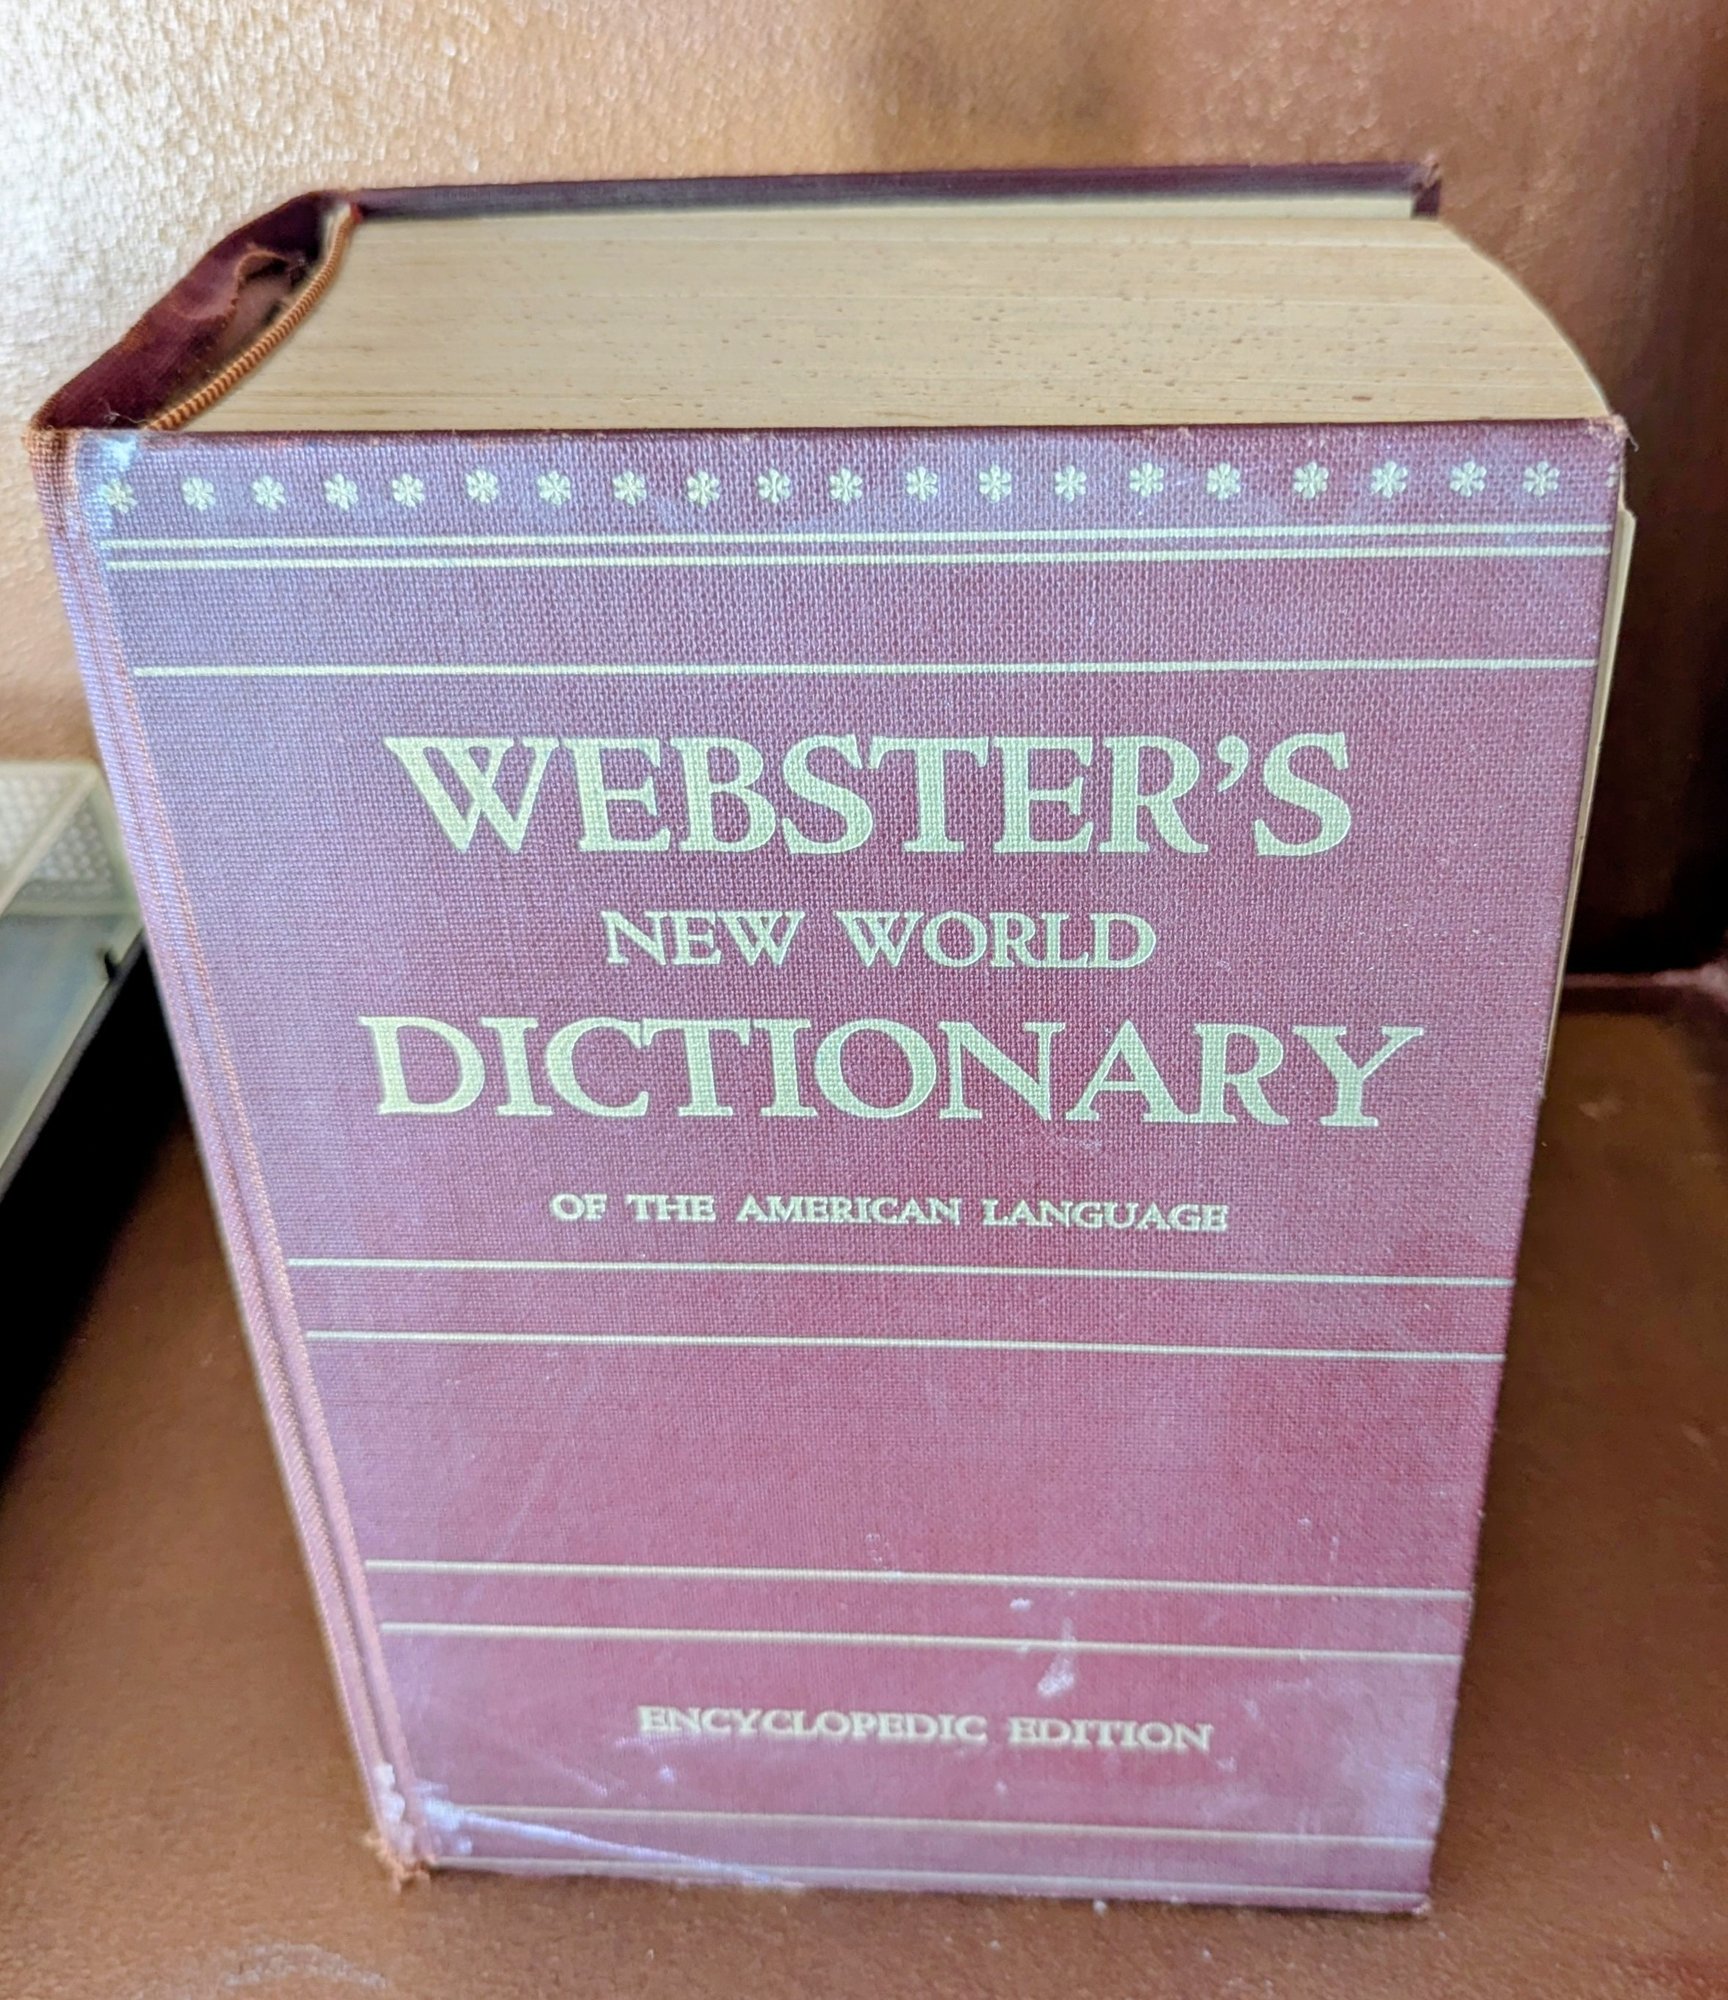 WEBSTER'S
NEW WORLD
DICTIONARY
OF THE AMERICAN LANGUAGE
ENCYCLOPEDIC EDITION